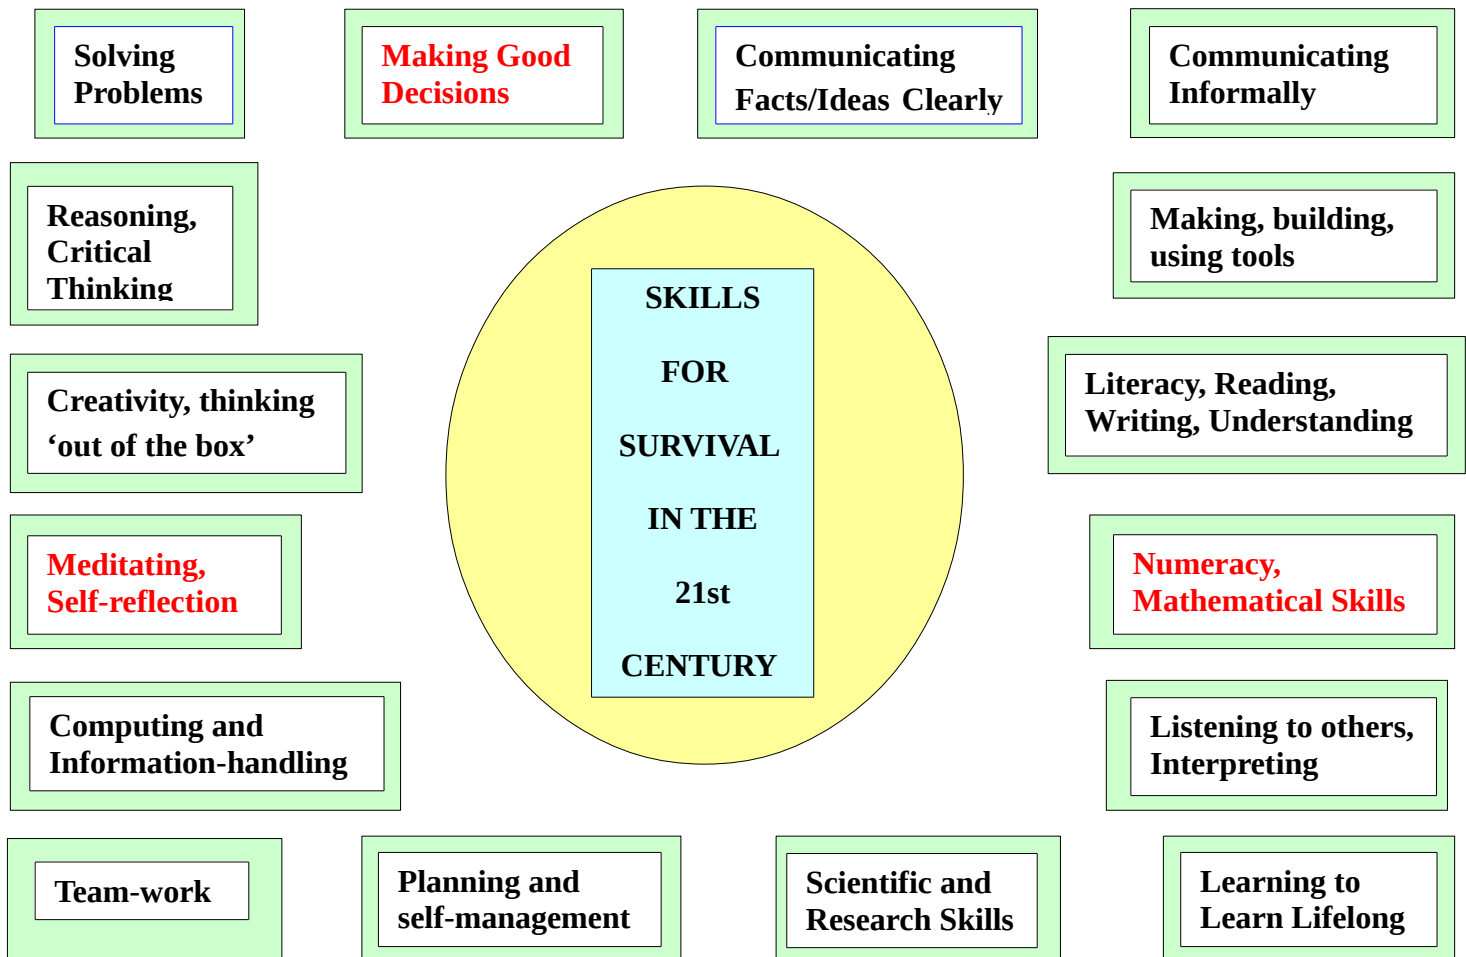 Solving
Problems
Making Good
Decisions
Communicating
Facts/Ideas Clearly
Communicating
Informally
Reasoning,
Critical
Thinking
Making, building,
using tools
SKILLS
FOR
SURVIVAL
IN THE
21st
CENTURY
Creativity, thinking
‘out of the box’
Literacy, Reading,
Writing, Understanding
Meditating,
Self-reflection
Numeracy,
Mathematical Skills
Computing and
Information-handling
Listening to others,
Interpreting
Team-work
Planning and
self-management
Scientific and
Research Skills
Learning to
Learn Lifelong